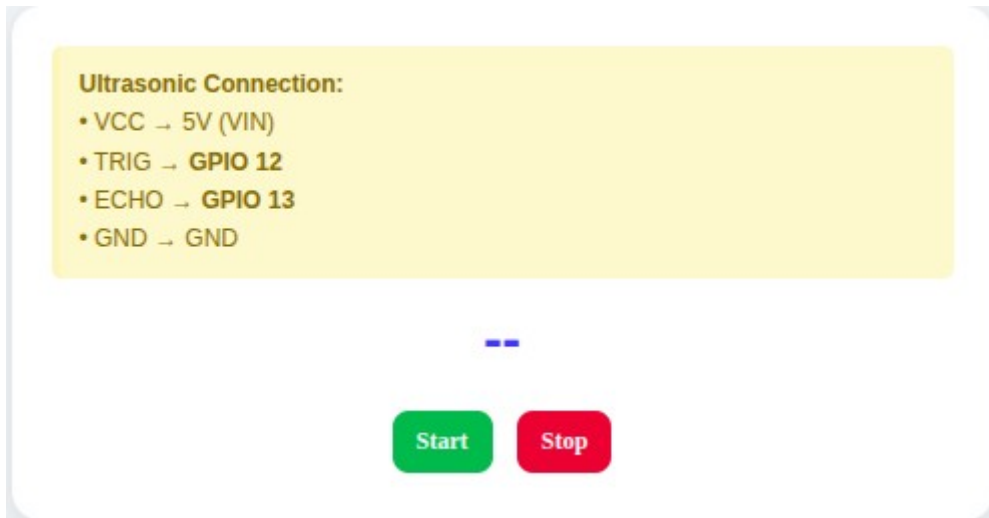 Ultrasonic Connection:
• VCC → 5V (VIN)
• TRIG → GPIO 12
• ECHO → GPIO 13
• GND → GND
--
Start Stop